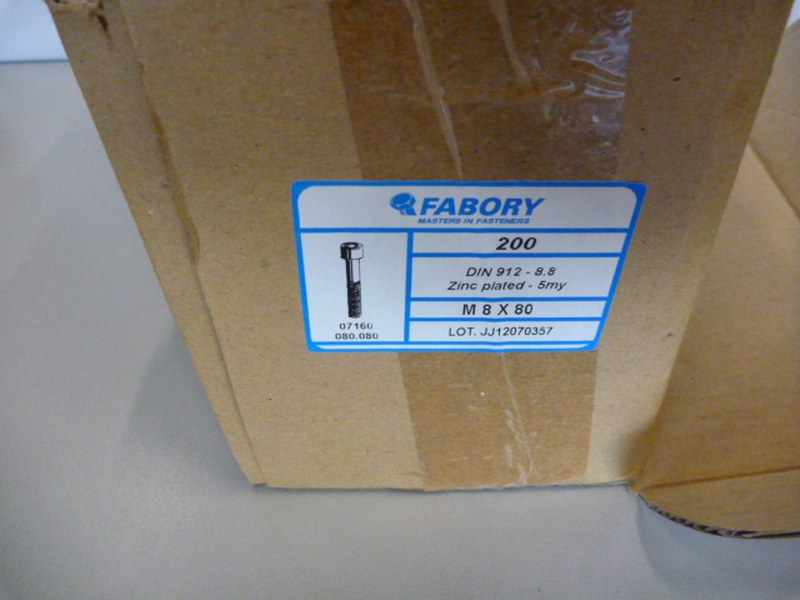 FABORY
MASTERS IN FASTENERS
200
DIN 912 - 8.8
Zinc plated - 5my
M 8 X 80
LOT. JJ12070357
07160
080.080